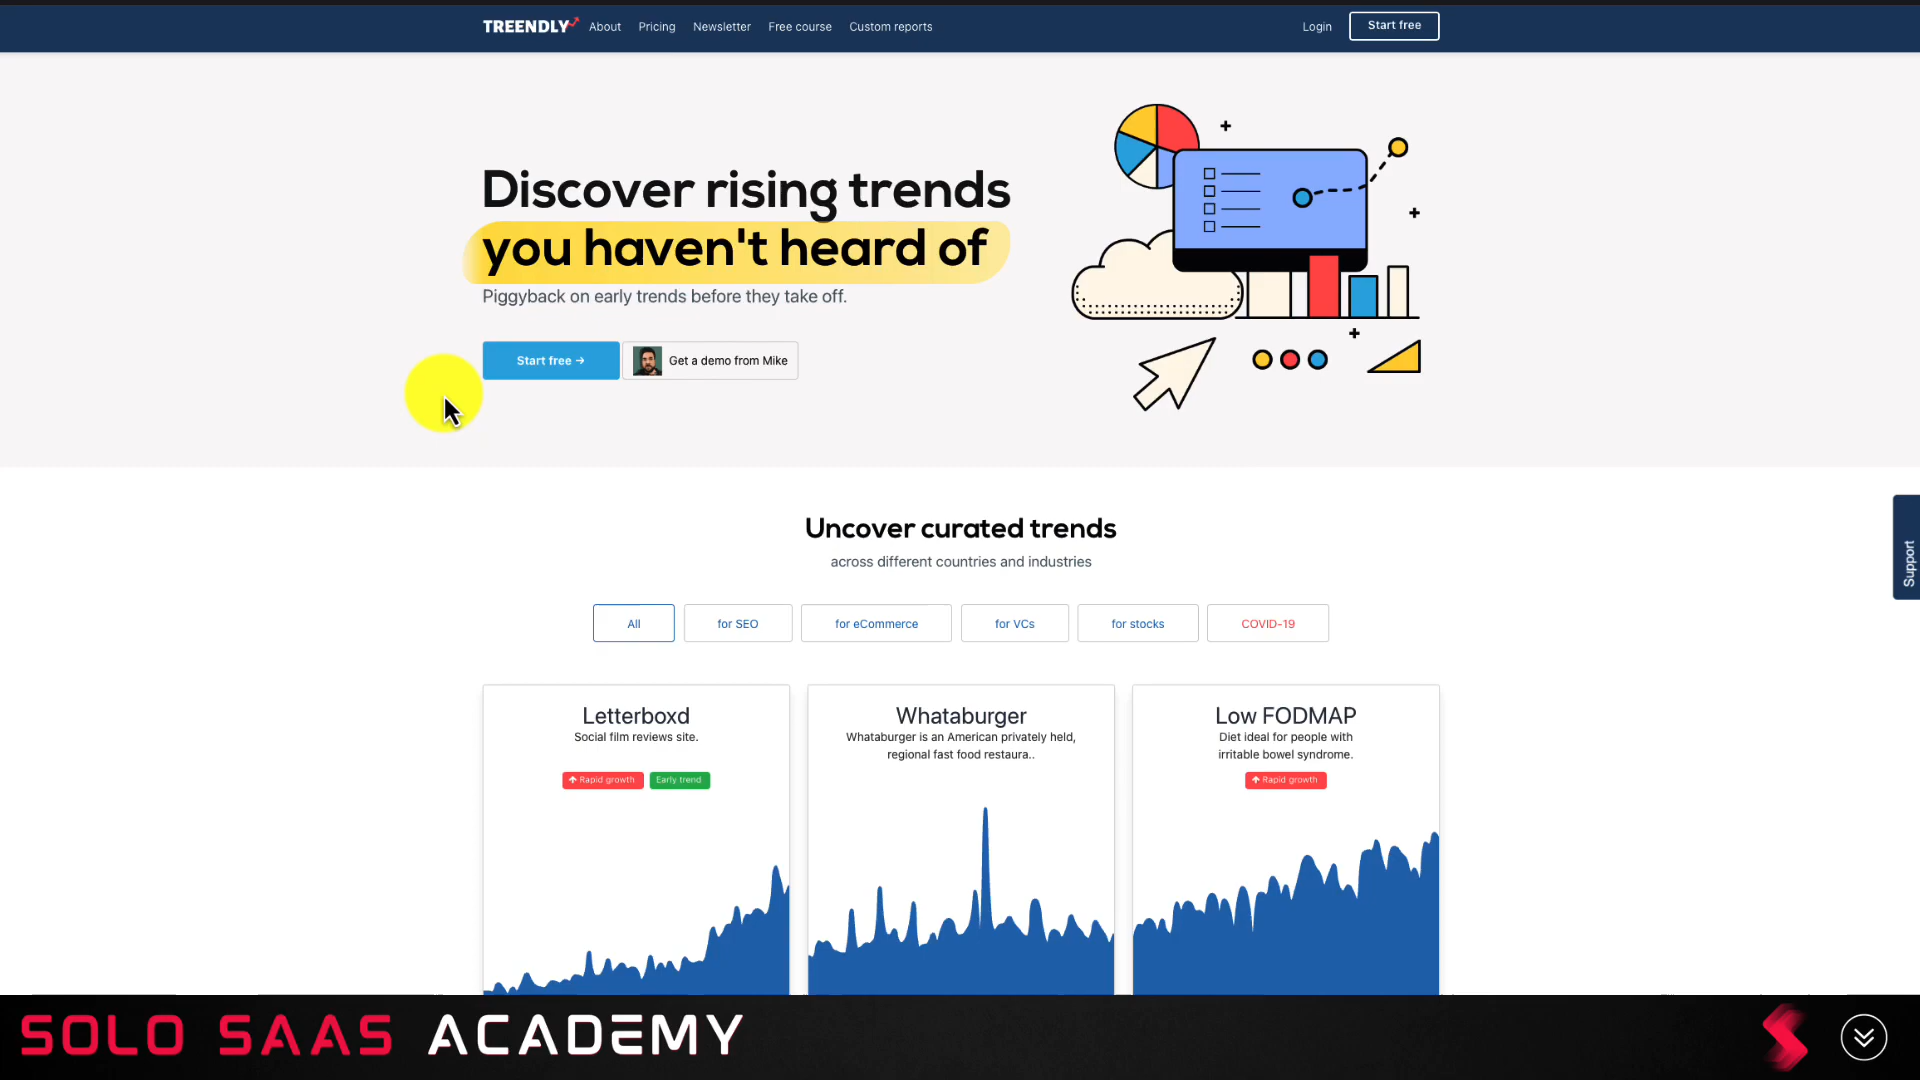 TREENDLY
About
Pricing
Newsletter
Free course
Custom reports
Login
Start free
Discover rising trends
you haven't heard of
Piggyback on early trends before they take off.
Start free →
Get a demo from Mike
Support
Uncover curated trends
across different countries and industries
All
for SEO
for eCommerce
for VCs
for stocks
COVID-19
Letterboxd
Social film reviews site.
Rapid growth
Early trend
Whataburger
Whataburger is an American privately held,
regional fast food restaura..
Low FODMAP
Diet ideal for people with
irritable bowel syndrome.
Rapid growth
SOLO SAAS ACADEMY